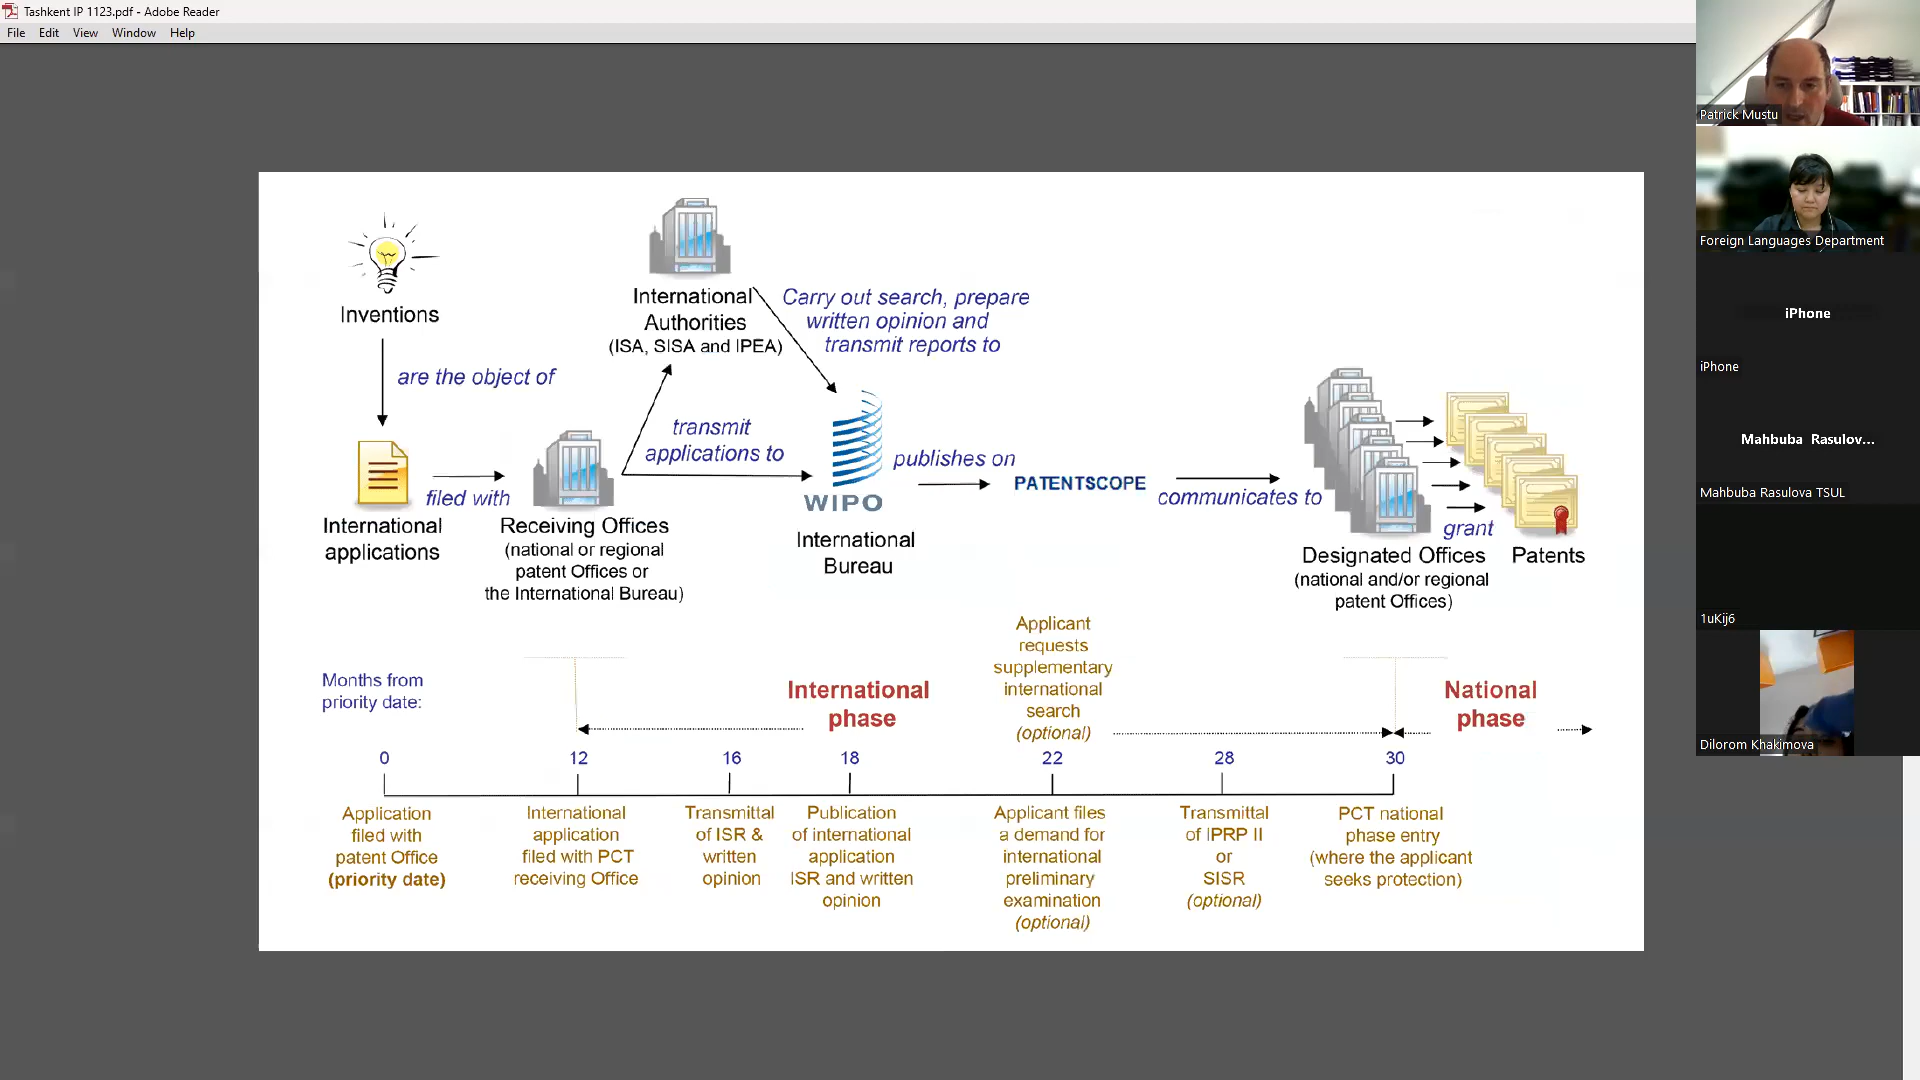 Tashkent IP 1123.pdf - Adobe Reader
File Edit View Window Help
Inventions
are the object of
International
applications
filed with
Receiving Offices
(national or regional
patent Offices or
the International Bureau)
International
Authorities
(ISA, SISA and IPEA)
Carry out search, prepare
written opinion and
transmit reports to
transmit
applications to
WIPO
International
Bureau
publishes on
PATENTSCOPE
communicates to
Designated Offices
(national and/or regional
patent Offices)
grant
Patents
Months from
priority date:
International
phase
Applicant
requests
supplementary
international
search
(optional)
National
phase
0 12 16 18 22 28 30
Application
filed with
patent Office
(priority date)
International
application
filed with PCT
receiving Office
Transmittal
of ISR &
written
opinion
Publication
of international
application
ISR and written
opinion
Applicant files
a demand for
international
preliminary
examination
(optional)
Transmittal
of IPRP II
or
SISR
(optional)
PCT national
phase entry
(where the applicant
seeks protection)
Patrick Mustu
Foreign Languages Department
iPhone
iPhone
Mahbuba Rasulov...
Mahbuba Rasulova TSUL
1uKij6
Dilorom Khakimova